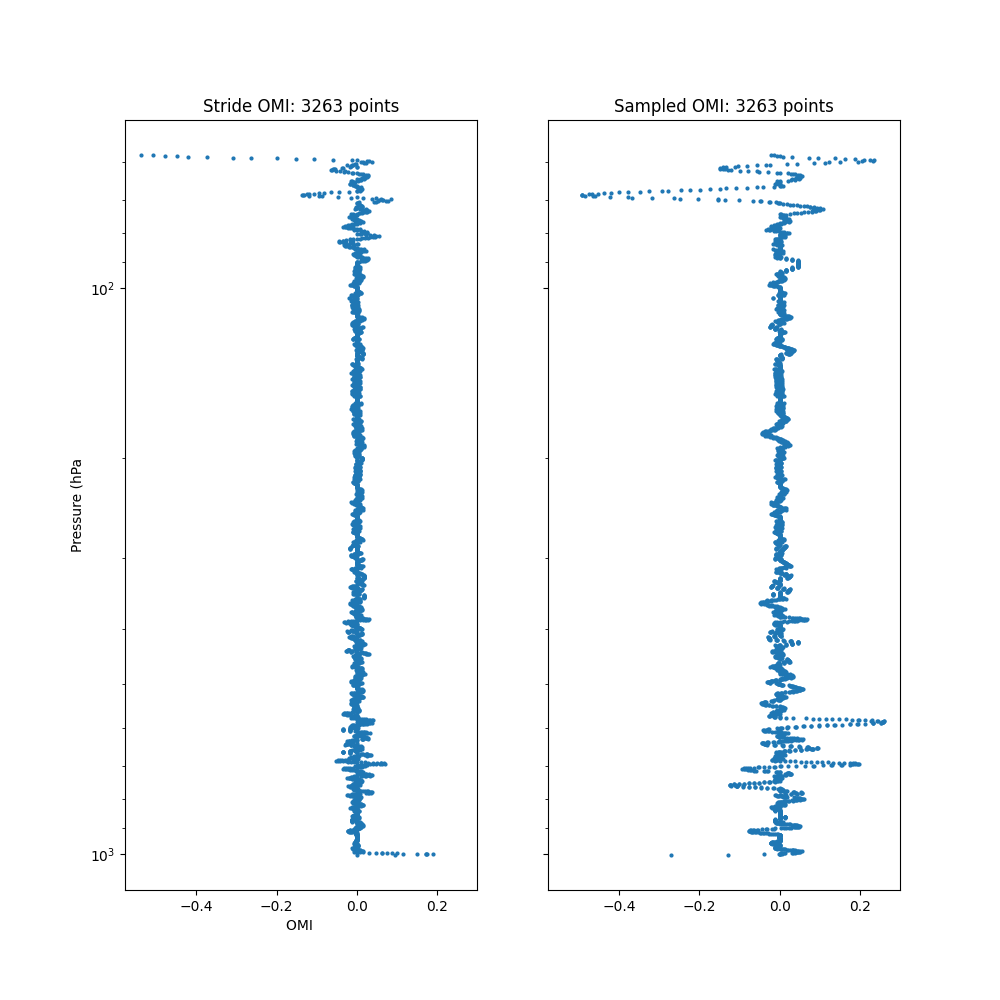 Stride OMI: 3263 points
Sampled OMI: 3263 points
Pressure (hPa
10²
10³
−0.4 −0.2 0.0 0.2
−0.4 −0.2 0.0 0.2
OMI